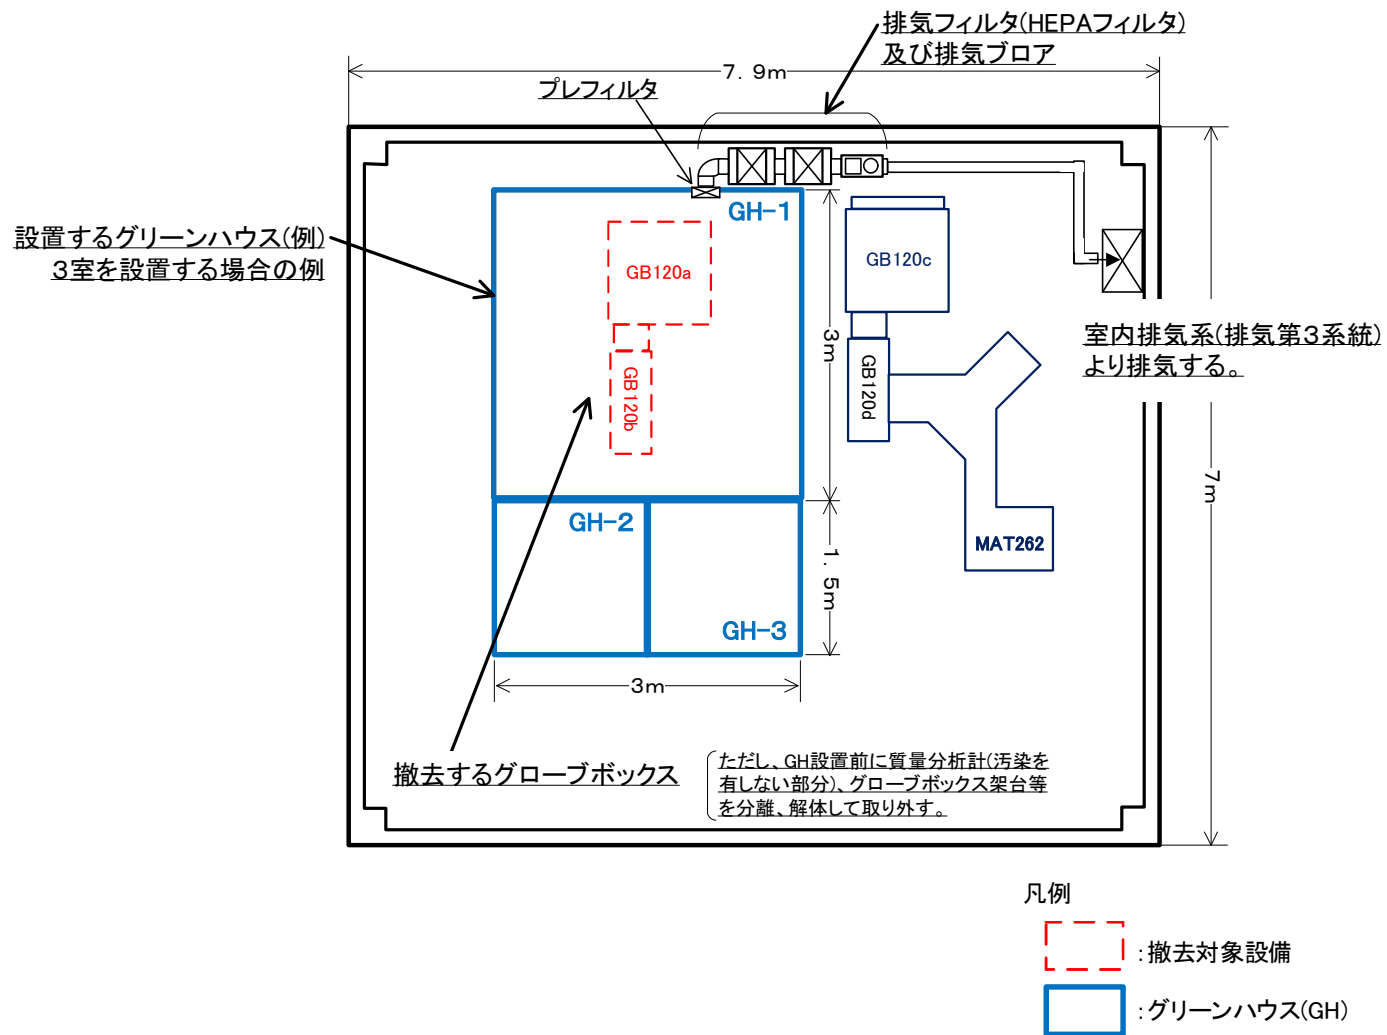 排気フィルタ(HEPAフィルタ)
及び排気ブロア
7．9m
プレフィルタ
GH-1
設置するグリーンハウス(例)
3室を設置する場合の例
GB120a
GB120c
3m
室内排気系(排気第3系統)
より排気する。
GB120b
GB120d
7m
GH-2
MAT262
1．5m
GH-3
3m
撤去するグローブボックス
ただし、GH設置前に質量分析計(汚染を
有しない部分)、グローブボックス架台等
を分離、解体して取り外す。
凡例
：撤去対象設備
：グリーンハウス(GH)